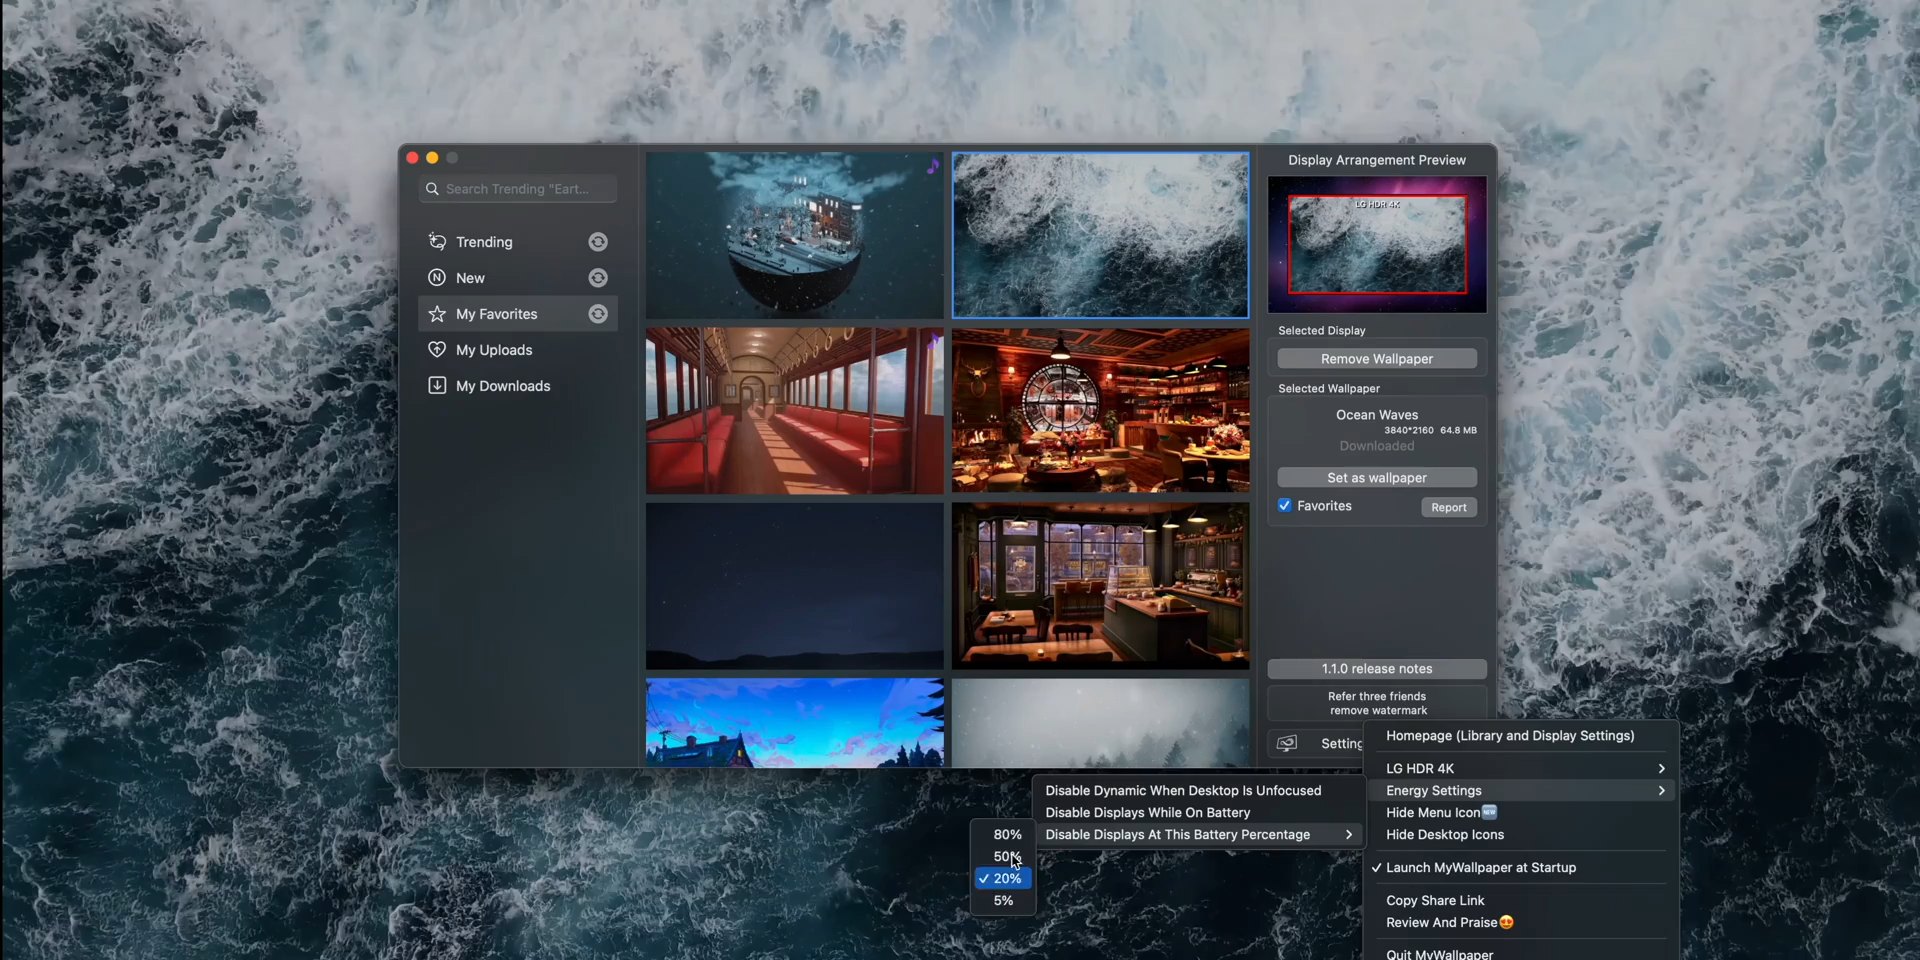 Search Trending "Eart...
Trending
New
My Favorites
My Uploads
My Downloads
Display Arrangement Preview
LG HDR 4K
Selected Display
Remove Wallpaper
Selected Wallpaper
Ocean Waves
3840*2160 64.8 MB
Downloaded
Set as wallpaper
Favorites
Report
1.1.0 release notes
Refer three friends
remove watermark
Setting
Homepage (Library and Display Settings)
LG HDR 4K
Energy Settings
Hide Menu Icon🆕
Hide Desktop Icons
Launch MyWallpaper at Startup
Copy Share Link
Review And Praise😍
Quit MyWallpaper
Disable Dynamic When Desktop Is Unfocused
Disable Displays While On Battery
Disable Displays At This Battery Percentage
80%
50%
20%
5%